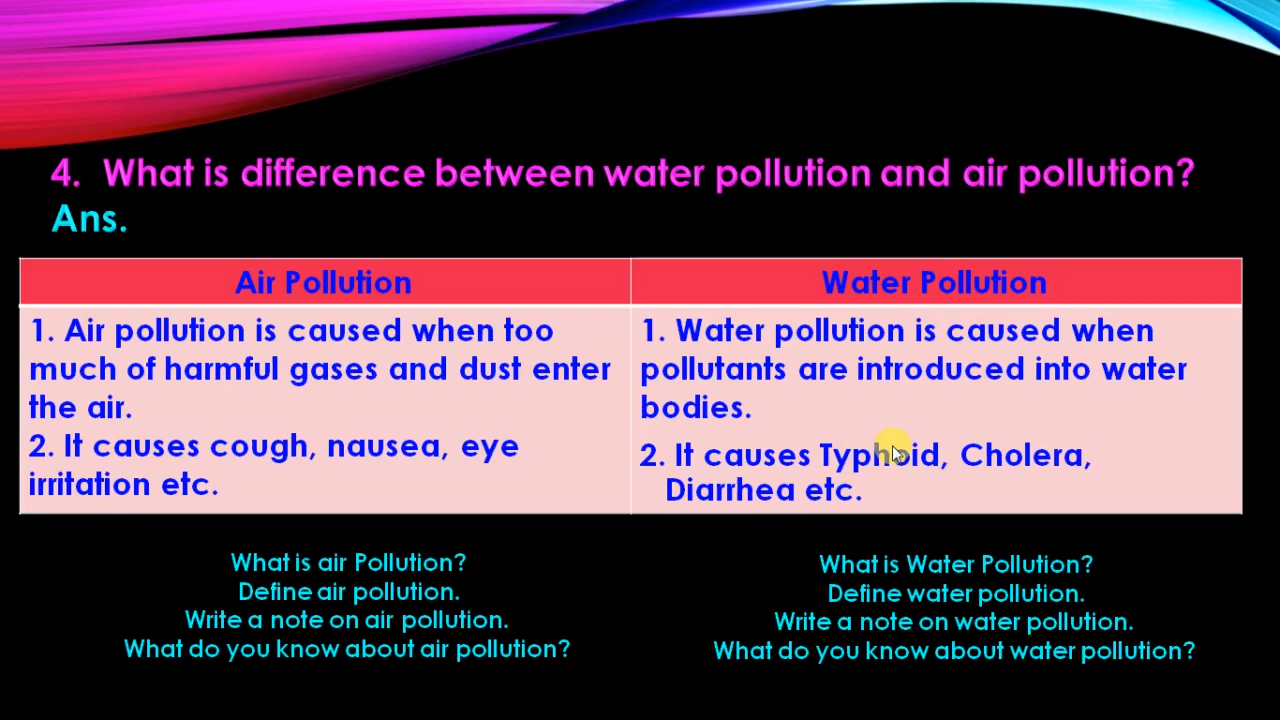 4. What is difference between water pollution and air pollution?
Ans.
Air Pollution
Water Pollution
1. Air pollution is caused when too
much of harmful gases and dust enter
the air.
2. It causes cough, nausea, eye
irritation etc.
1. Water pollution is caused when
pollutants are introduced into water
bodies.
2. It causes Typhoid, Cholera,
Diarrhea etc.
What is air Pollution?
Define air pollution.
Write a note on air pollution.
What do you know about air pollution?
What is Water Pollution?
Define water pollution.
Write a note on water pollution.
What do you know about water pollution?